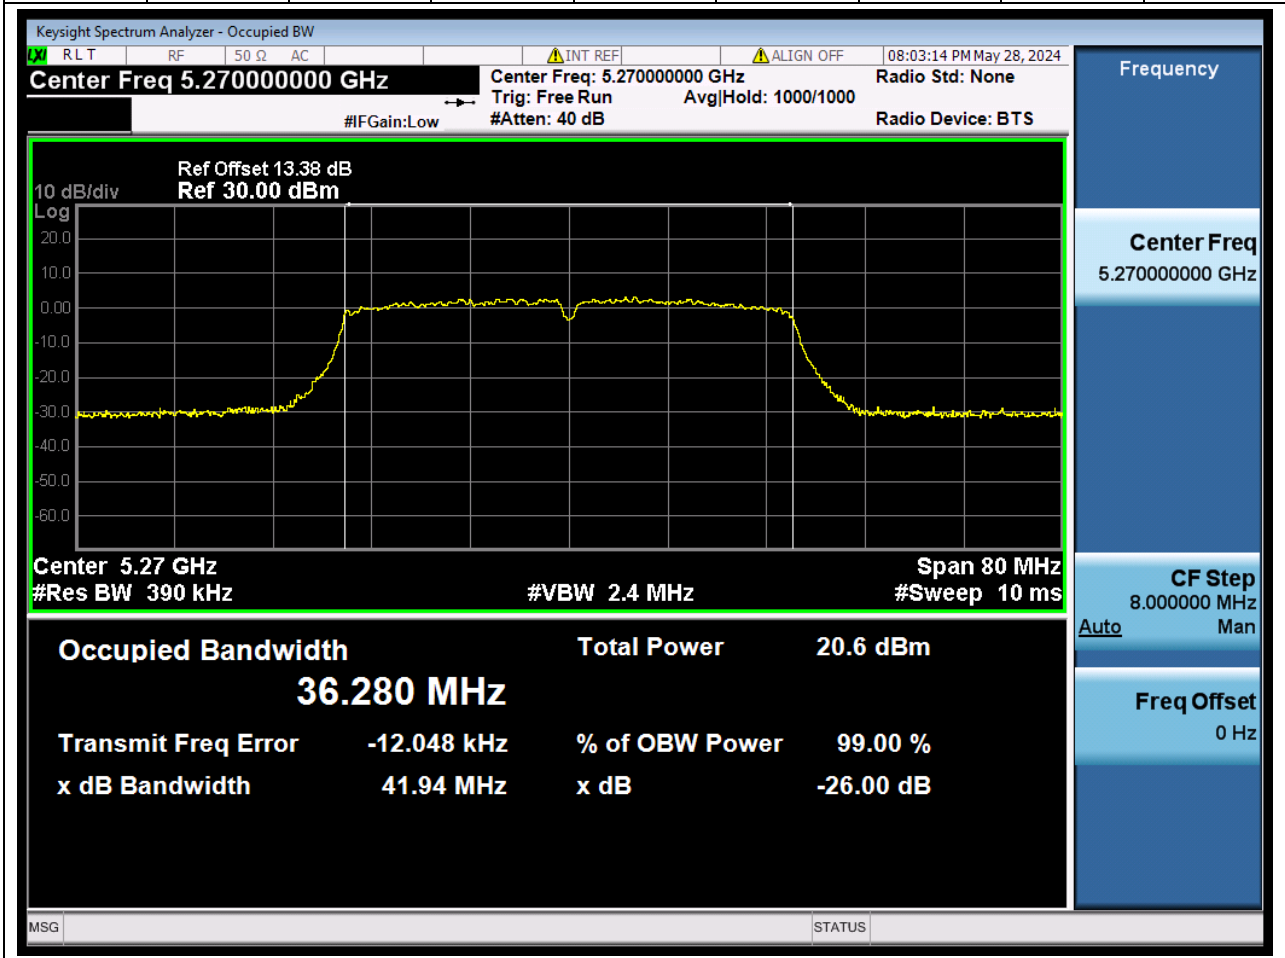 Keysight Spectrum Analyzer - Occupied BW
LXI RLT RF 50 Ω AC INT REF ALIGN OFF 08:03:14 PM May 28, 2024
Center Freq 5.270000000 GHz
Center Freq: 5.270000000 GHz
Radio Std: None
Trig: Free Run Avg|Hold: 1000/1000
#IFGain:Low
#Atten: 40 dB
Radio Device: BTS
Ref Offset 13.38 dB
10 dB/div Ref 30.00 dBm
Log
20.0
10.0
0.00
-10.0
-20.0
-30.0
-40.0
-50.0
-60.0
Center 5.27 GHz Span 80 MHz
#Res BW 390 kHz #VBW 2.4 MHz #Sweep 10 ms
Occupied Bandwidth Total Power 20.6 dBm
36.280 MHz
Transmit Freq Error -12.048 kHz % of OBW Power 99.00 %
x dB Bandwidth 41.94 MHz x dB -26.00 dB
Frequency
Center Freq
5.270000000 GHz
CF Step
8.000000 MHz
Auto Man
Freq Offset
0 Hz
MSG STATUS